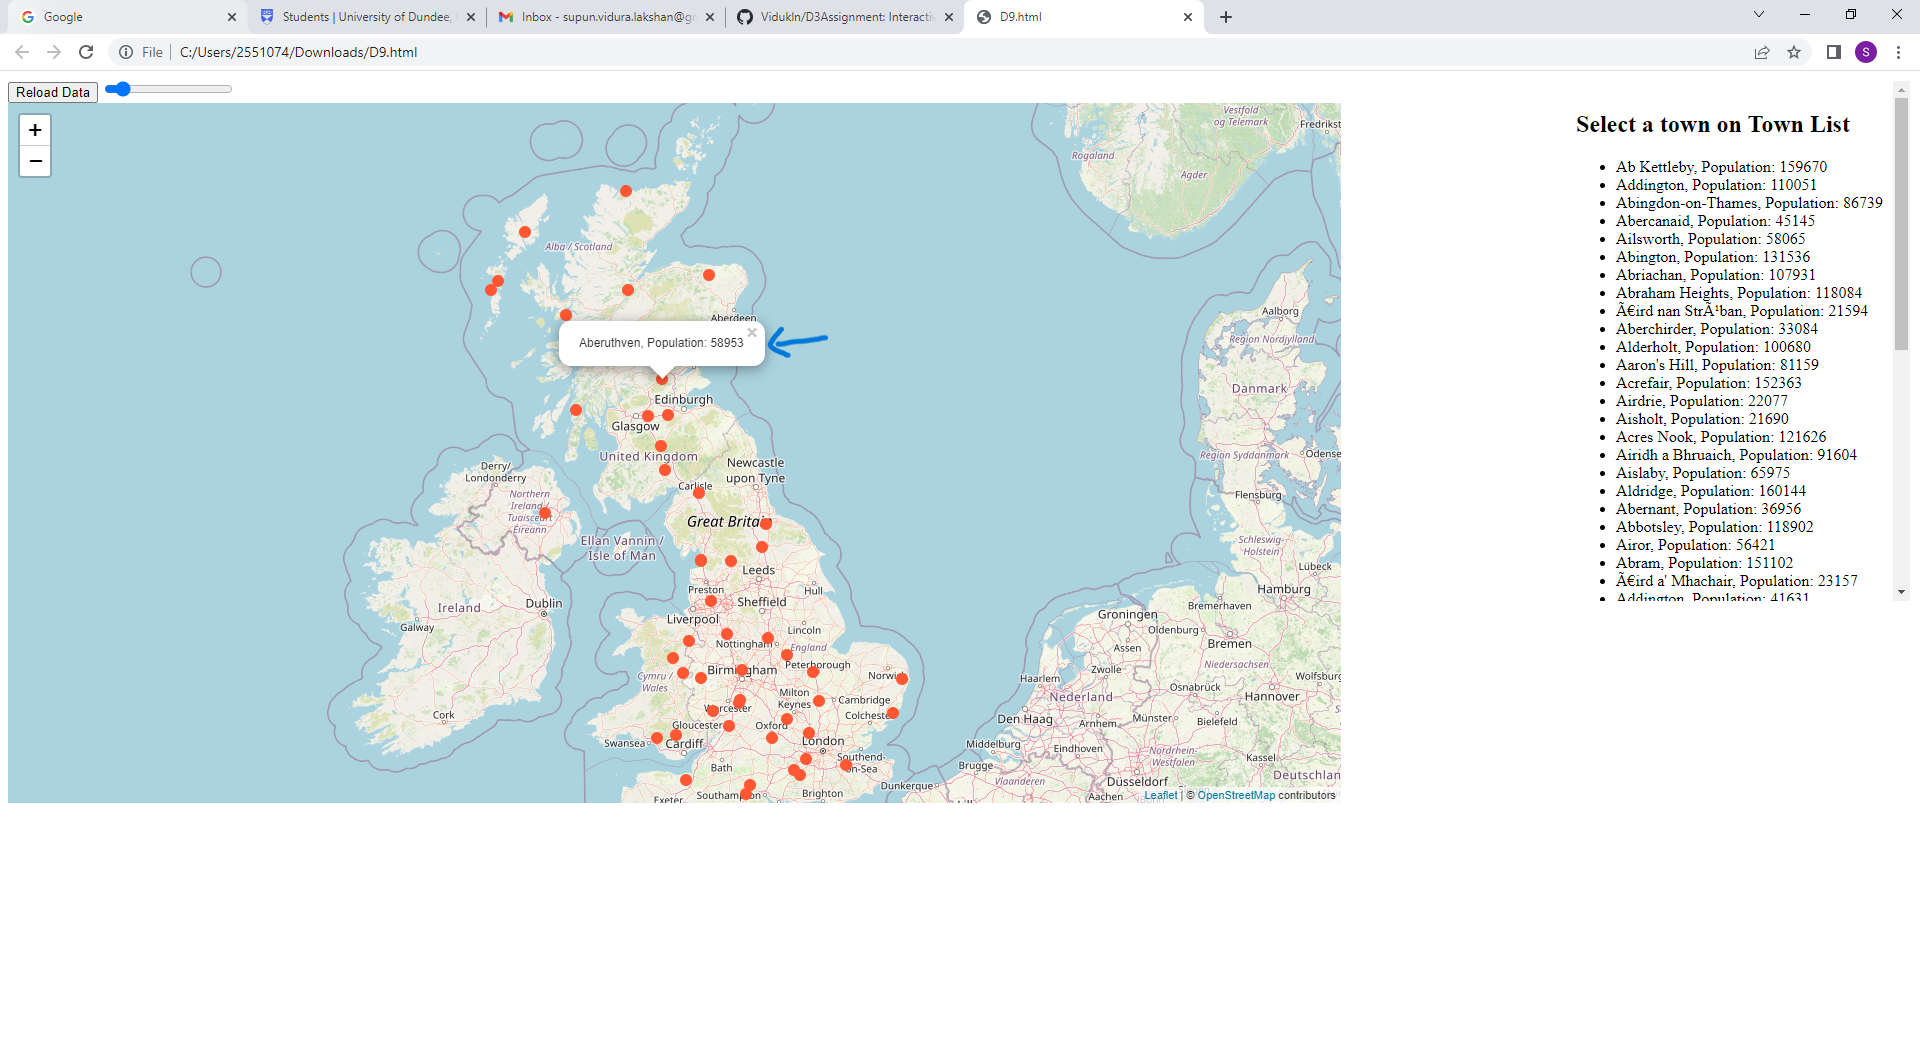 Google
Students | University of Dundee,
Inbox - supun.vidura.lakshan@gm
VidukIn/D3Assignment: Interactiv
D9.html
File
C:/Users/2551074/Downloads/D9.html
S
Reload Data
+
−
Vestfold
og Telemark
Fredrikst
Rogaland
Agder
Alba / Scotland
Aberdeen
Aberuthven, Population: 58953
×
Edinburgh
Glasgow
United Kingdom
Newcastle
upon Tyne
Derry/
Londonderry
Carlisle
Northern
Ireland /
Tuaisceart
Éireann
Great Britain
Ellan Vannin /
Isle of Man
Leeds
Preston
Hull
Ireland
Dublin
Sheffield
Liverpool
Galway
Lincoln
Nottingham
England
Peterborough
Birmingham
Cymru /
Wales
Milton
Keynes
Cambridge
Worcester
Colchester
Cork
Gloucester
Oxford
Swansea
Cardiff
London
Southend-
on-Sea
Bath
Exeter
Southampton
Brighton
Dunkerque
Aalborg
Region Nordjylland
Danmark
Region Syddanmark
Odense
Flensburg
Schleswig-
Holstein
Lübeck
Hamburg
Bremerhaven
Groningen
Oldenburg
Bremen
Assen
Niedersachsen
Zwolle
Haarlem
Wolfsburg
Nederland
Osnabrück
Hannover
Den Haag
Arnhem
Münster
Bielefeld
Middelburg
Eindhoven
Nordrhein-
Westfalen
Kassel
Brugge
Vlaanderen
Düsseldorf
Deutschlan
Aachen
Leaflet | © OpenStreetMap contributors
Select a town on Town List
Ab Kettleby, Population: 159670
Addington, Population: 110051
Abingdon-on-Thames, Population: 86739
Abercanaid, Population: 45145
Ailsworth, Population: 58065
Abington, Population: 131536
Abriachan, Population: 107931
Abraham Heights, Population: 118084
Ã€ird nan StrÃ¹ban, Population: 21594
Aberchirder, Population: 33084
Alderholt, Population: 100680
Aaron's Hill, Population: 81159
Acrefair, Population: 152363
Airdrie, Population: 22077
Aisholt, Population: 21690
Acres Nook, Population: 121626
Airidh a Bhruaich, Population: 91604
Aislaby, Population: 65975
Aldridge, Population: 160144
Abernant, Population: 36956
Abbotsley, Population: 118902
Airor, Population: 56421
Abram, Population: 151102
Ã€ird a' Mhachair, Population: 23157
Addington, Population: 41631